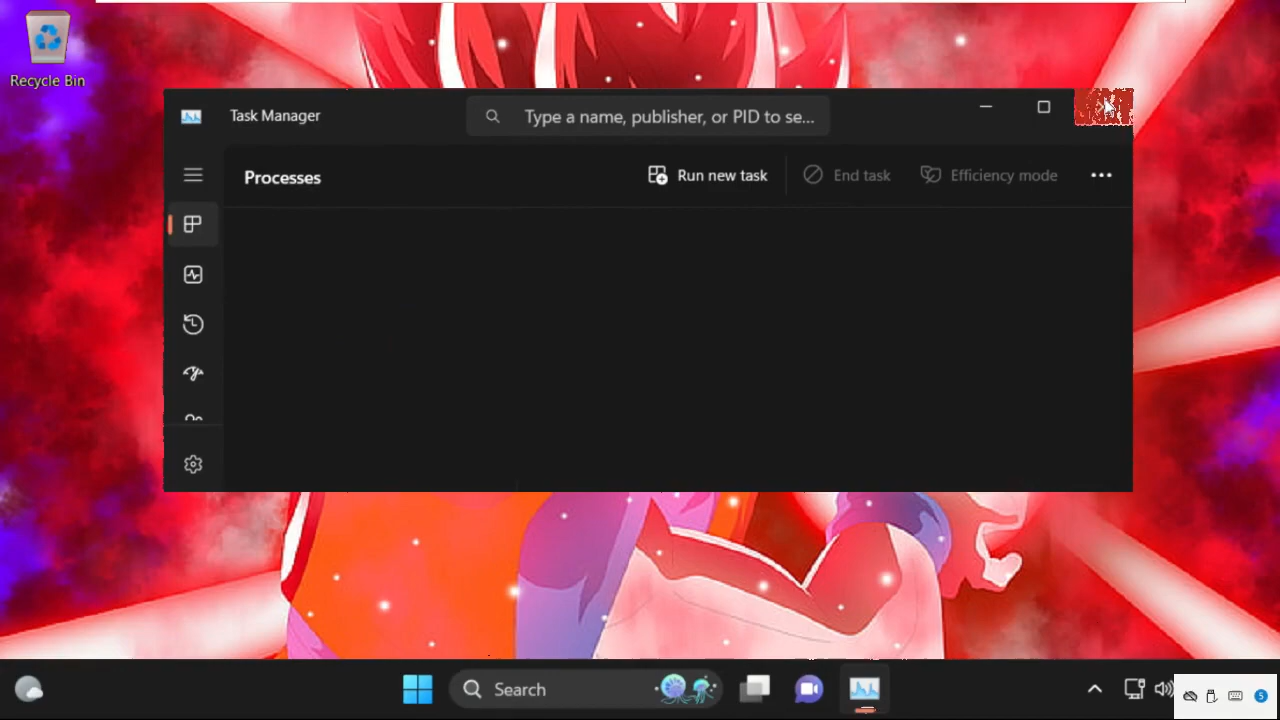 Recycle Bin
Task Manager
Type a name, publisher, or PID to se...
Processes
Run new task
End task
Efficiency mode
Search
5